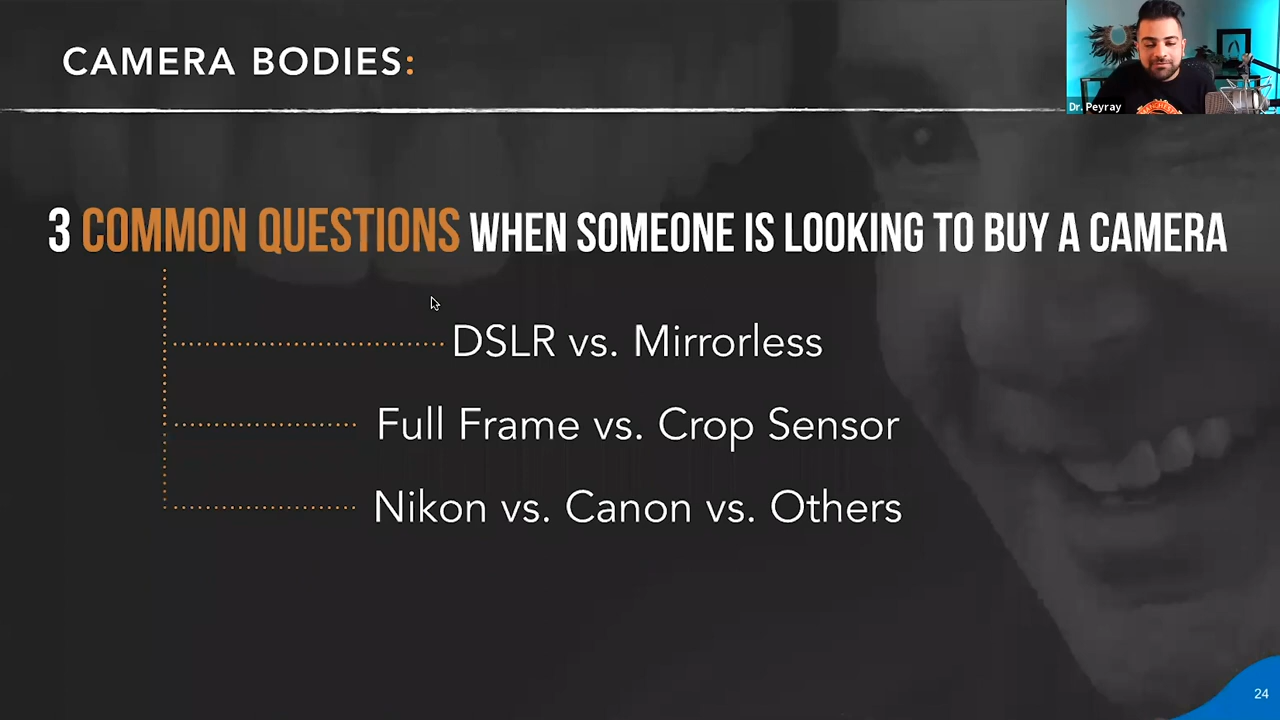 CAMERA BODIES:
Dr. Peyray
3 COMMON QUESTIONS WHEN SOMEONE IS LOOKING TO BUY A CAMERA
DSLR vs. Mirrorless
Full Frame vs. Crop Sensor
Nikon vs. Canon vs. Others
24